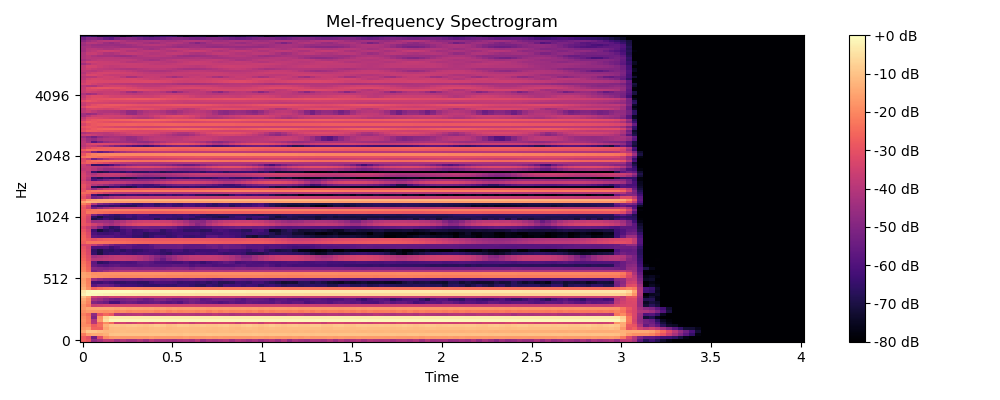 Mel-frequency Spectrogram
Hz
4096
2048
1024
512
0
0
0.5
1
1.5
2
2.5
3
3.5
4
Time
+0 dB
-10 dB
-20 dB
-30 dB
-40 dB
-50 dB
-60 dB
-70 dB
-80 dB